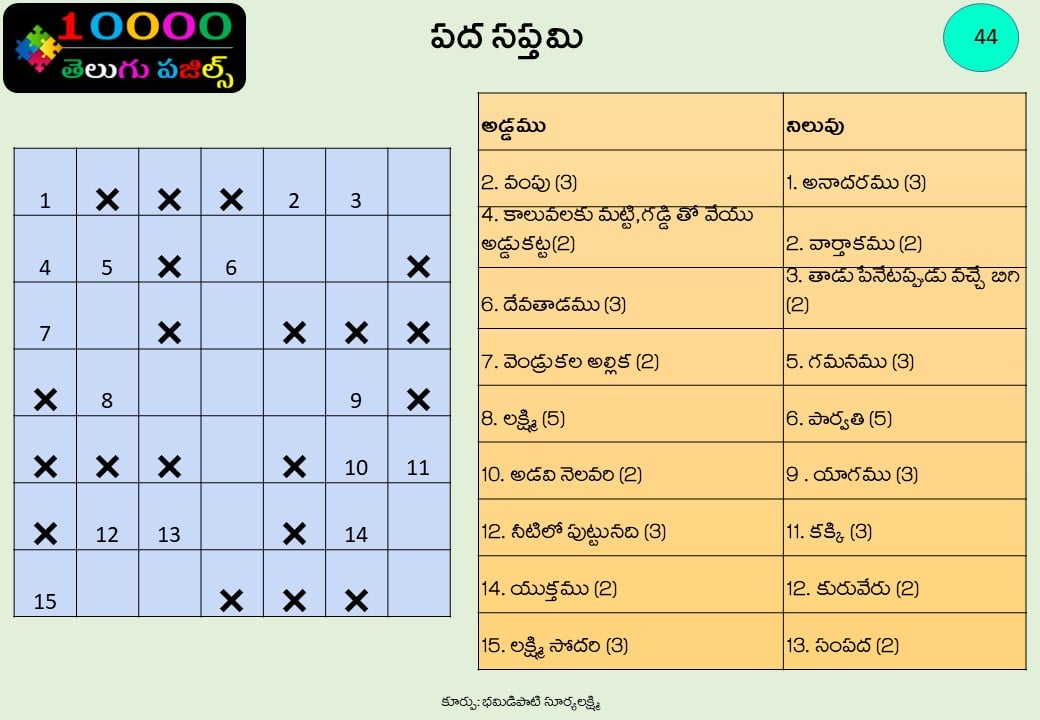 10000
తెలుగు పజిల్స్
పద సప్తమి
44
1 × × × 2 3
4 5 × 6 ×
7 × × × ×
× 8 9 ×
× × × × 10 11
× 12 13 × 14
15 × × ×
అడ్డము నిలువు
2. వంపు (3) 1. అనాదరము (3)
4. కాలువలకు మట్టి,గడ్డి తో వేయు
అడ్డుకట్ట(2) 2. వార్తాకము (2)
3. తాడు పేనేటప్పుడు వచ్చే బిగి
6. దేవతాడము (3) (2)
7. వెండ్రుకల అల్లిక (2) 5. గమనము (3)
8. లక్ష్మి (5) 6. పార్వతి (5)
10. అడవి నెలవరి (2) 9 . యాగము (3)
12. నీటిలో పుట్టునది (3) 11. కక్కి (3)
14. యుక్తము (2) 12. కురువేరు (2)
15. లక్ష్మి సోదరి (3) 13. సంపద (2)
కూర్పు: భమిడిపాటి సూర్యలక్ష్మి